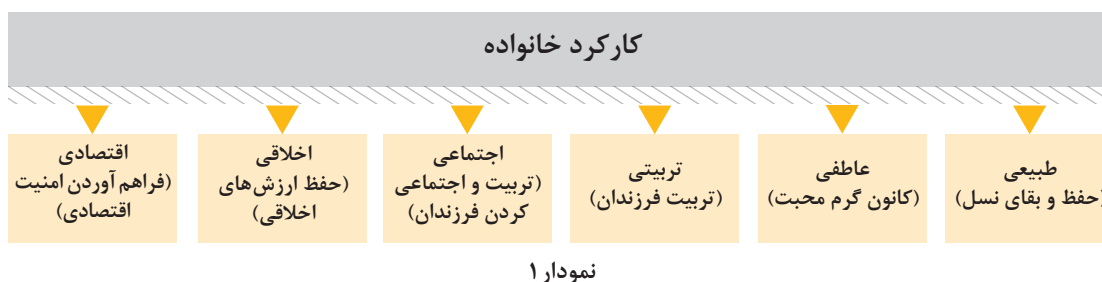 کارکرد خانواده
طبیعی
(حفظ و بقای نسل)
عاطفی
(کانون گرم محبت)
تربیتی
(تربیت فرزندان)
اجتماعی
(تربیت و اجتماعی
کردن فرزندان)
اخلاقی
(حفظ ارزش‌های
اخلاقی)
اقتصادی
(فراهم آوردن امنیت
اقتصادی)
نمودار ۱